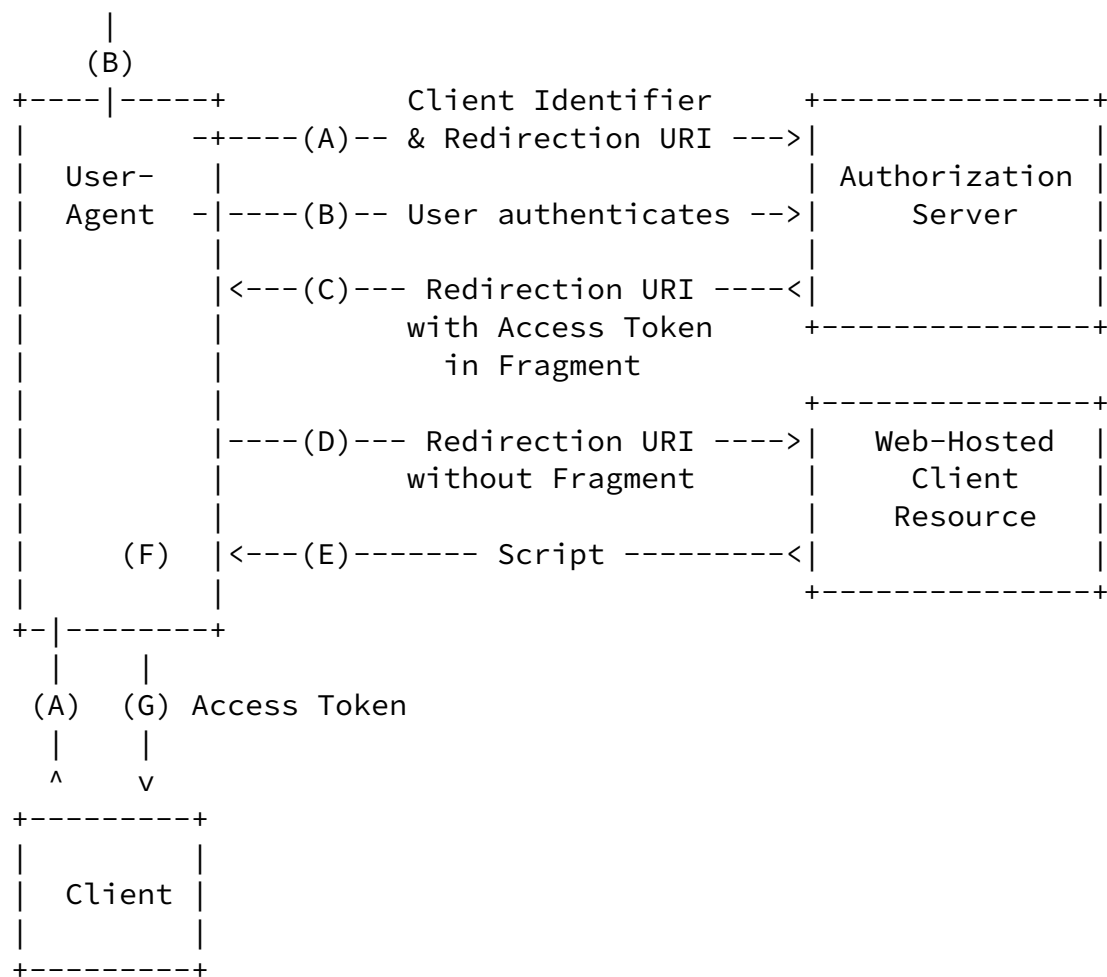 |
    (B)
+----|-----+          Client Identifier     +---------------+
|         -+----(A)-- & Redirection URI --->|               |
|  User-   |                                | Authorization |
|  Agent  -|----(B)-- User authenticates -->|     Server    |
|          |                                |               |
|          |<---(C)--- Redirection URI ----<|               |
|          |          with Access Token     +---------------+
|          |            in Fragment
|          |                                +---------------+
|          |----(D)--- Redirection URI ---->|   Web-Hosted  |
|          |          without Fragment      |     Client    |
|          |                                |    Resource   |
|     (F)  |<---(E)------- Script ---------<|               |
|          |                                +---------------+
+-|--------+
  |    |
 (A)  (G) Access Token
  |    |
  ^    v
+---------+
|         |
|  Client |
|         |
+---------+